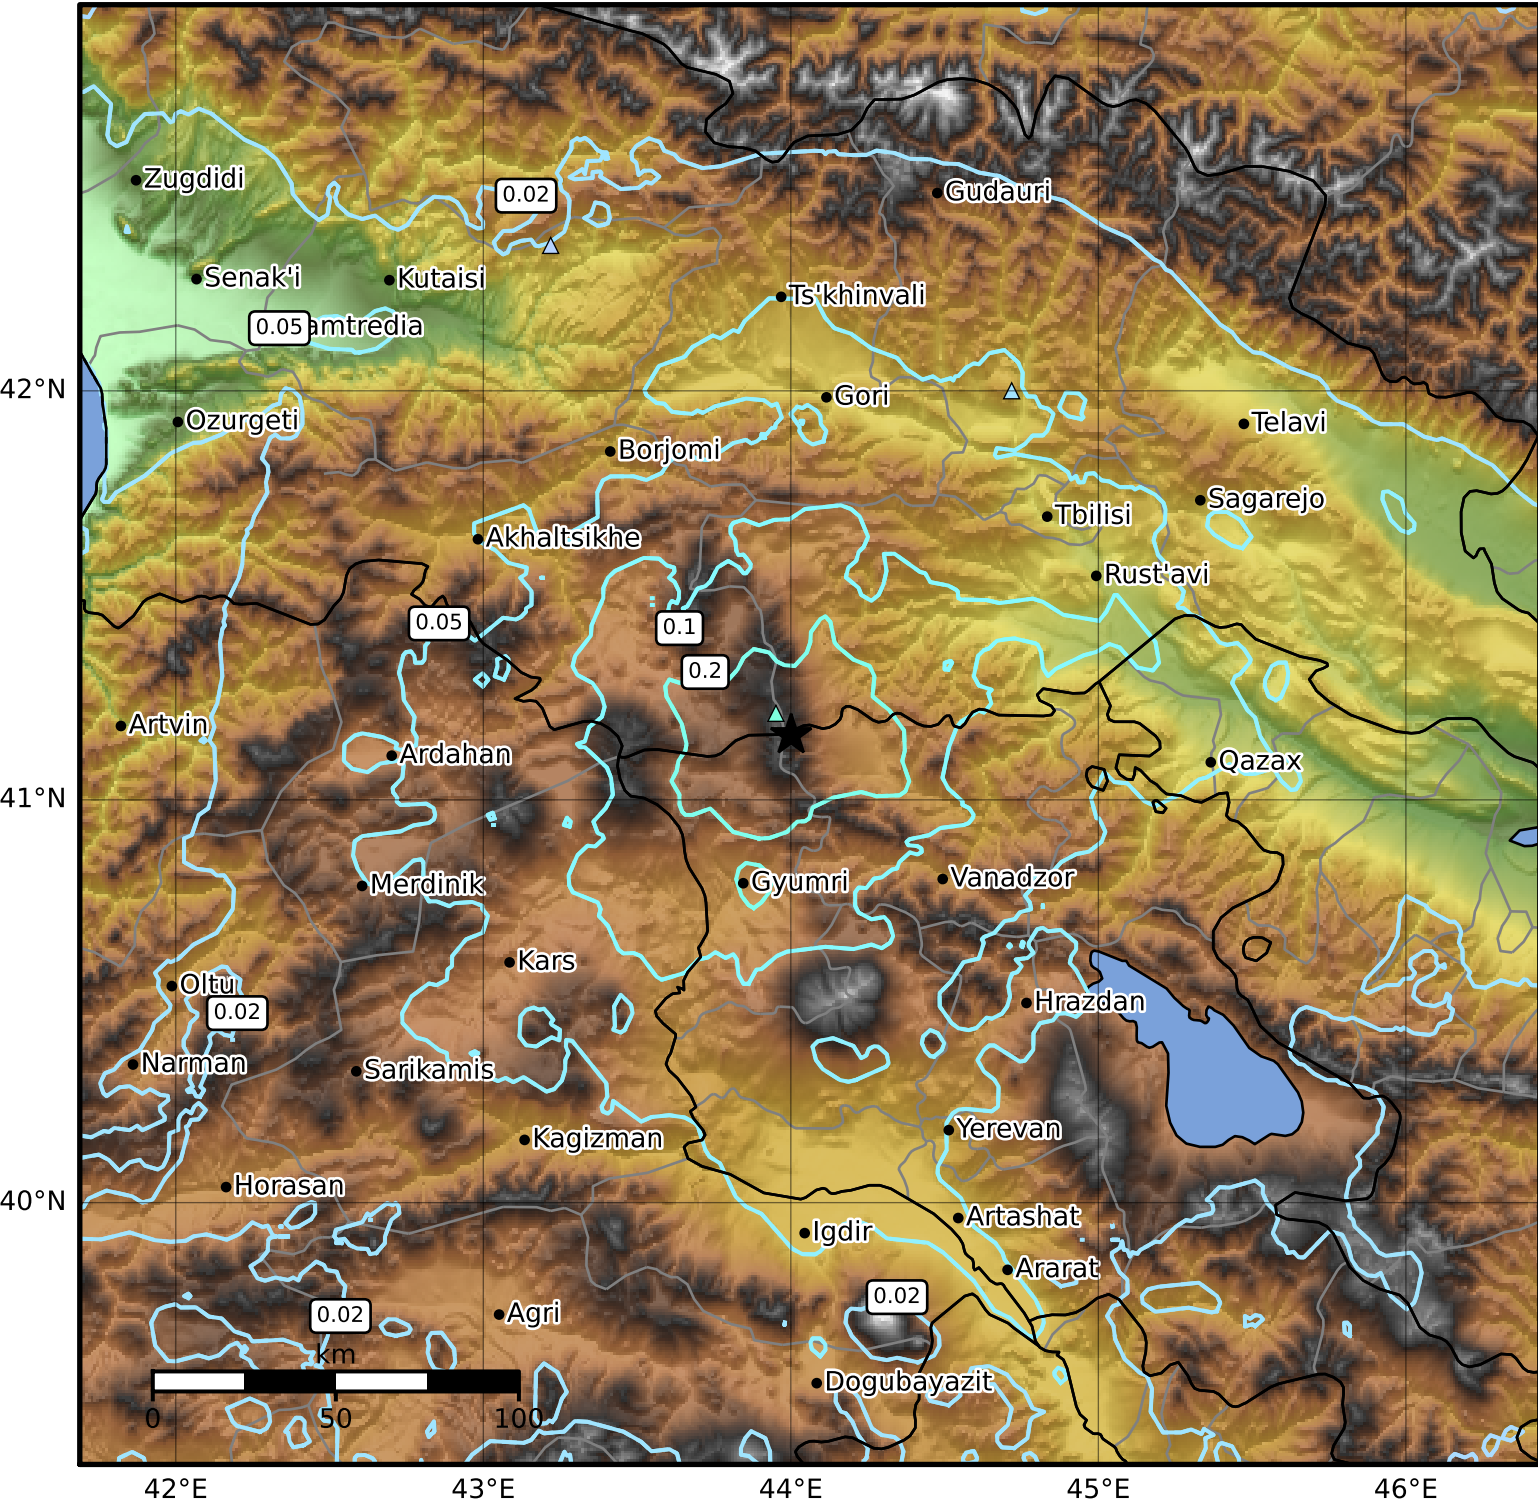 Zugdidi
0.02
Gudauri
Senak'i
Kutaisi
Ts'khinvali
0.05
amtredia
42°N
Gori
Ozurgeti
Telavi
Borjomi
Sagarejo
Tbilisi
Akhaltsikhe
Rust'avi
0.05
0.1
0.2
Artvin
Ardahan
Qazax
41°N
Merdinik
Gyumri
Vanadzor
Kars
Oltu
0.02
Hrazdan
Narman
Sarikamis
Kagizman
Yerevan
Horasan
40°N
Artashat
Igdir
Ararat
0.02
0.02
Agri
km
Dogubayazit
0 50 100
42°E 43°E 44°E 45°E 46°E